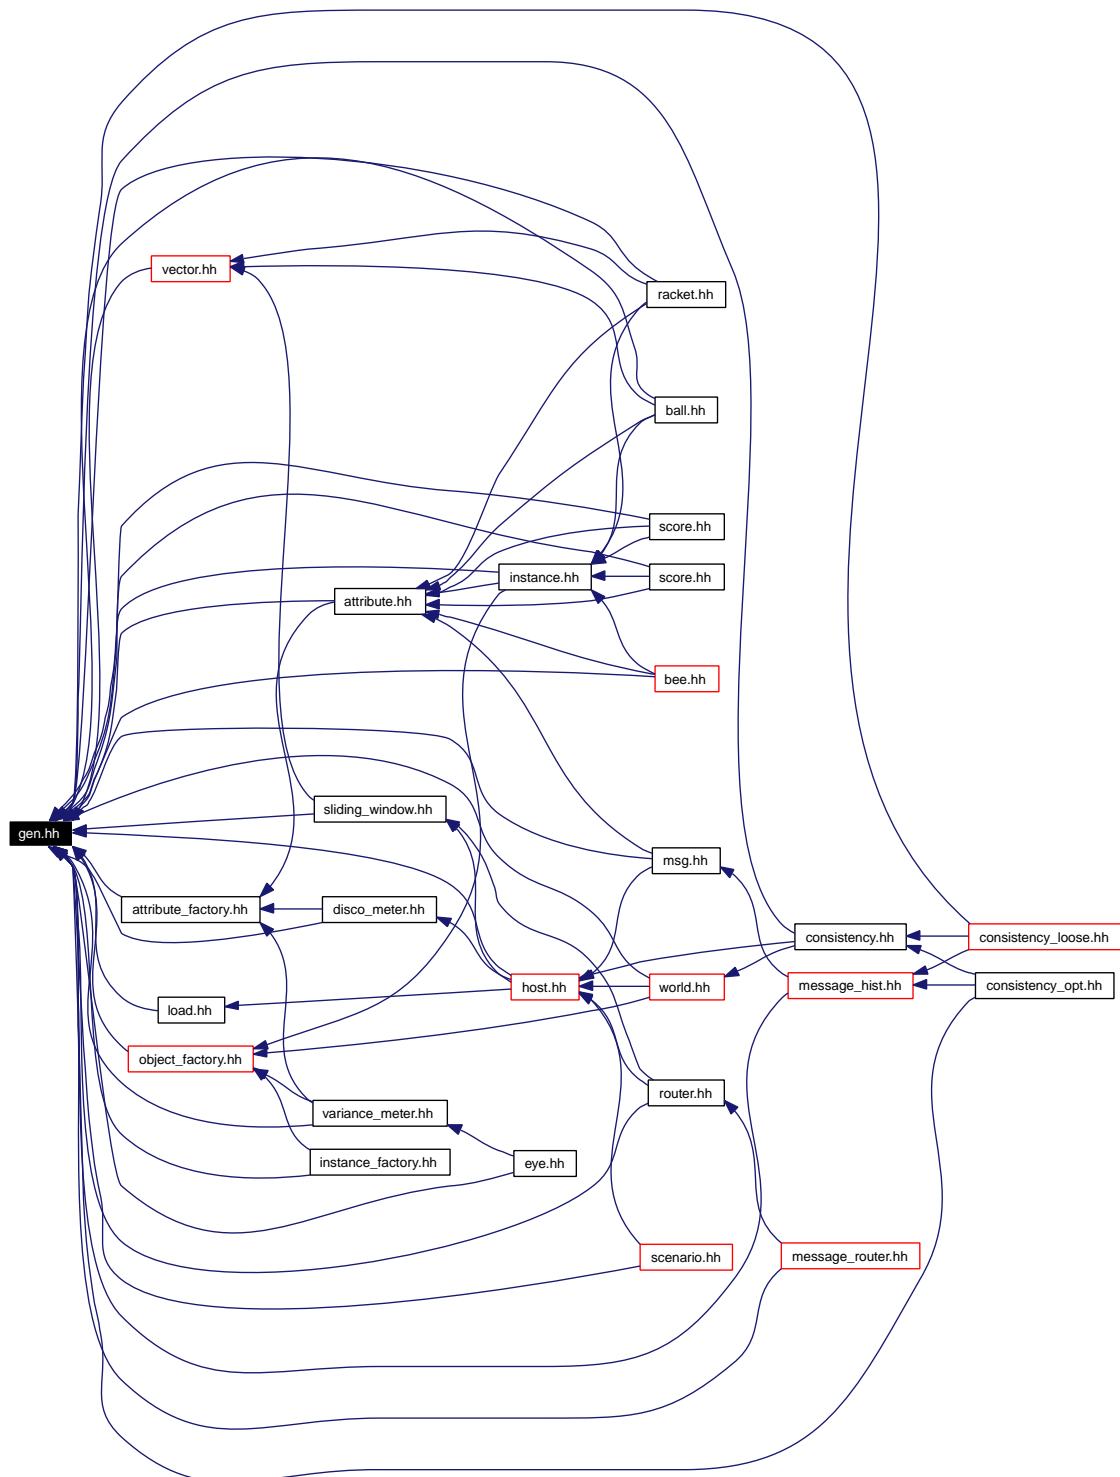 vector.hh
racket.hh
ball.hh
score.hh
instance.hh
score.hh
attribute.hh
bee.hh
sliding_window.hh
gen.hh
msg.hh
attribute_factory.hh
disco_meter.hh
consistency.hh
consistency_loose.hh
host.hh
world.hh
message_hist.hh
consistency_opt.hh
load.hh
object_factory.hh
router.hh
variance_meter.hh
instance_factory.hh
eye.hh
scenario.hh
message_router.hh